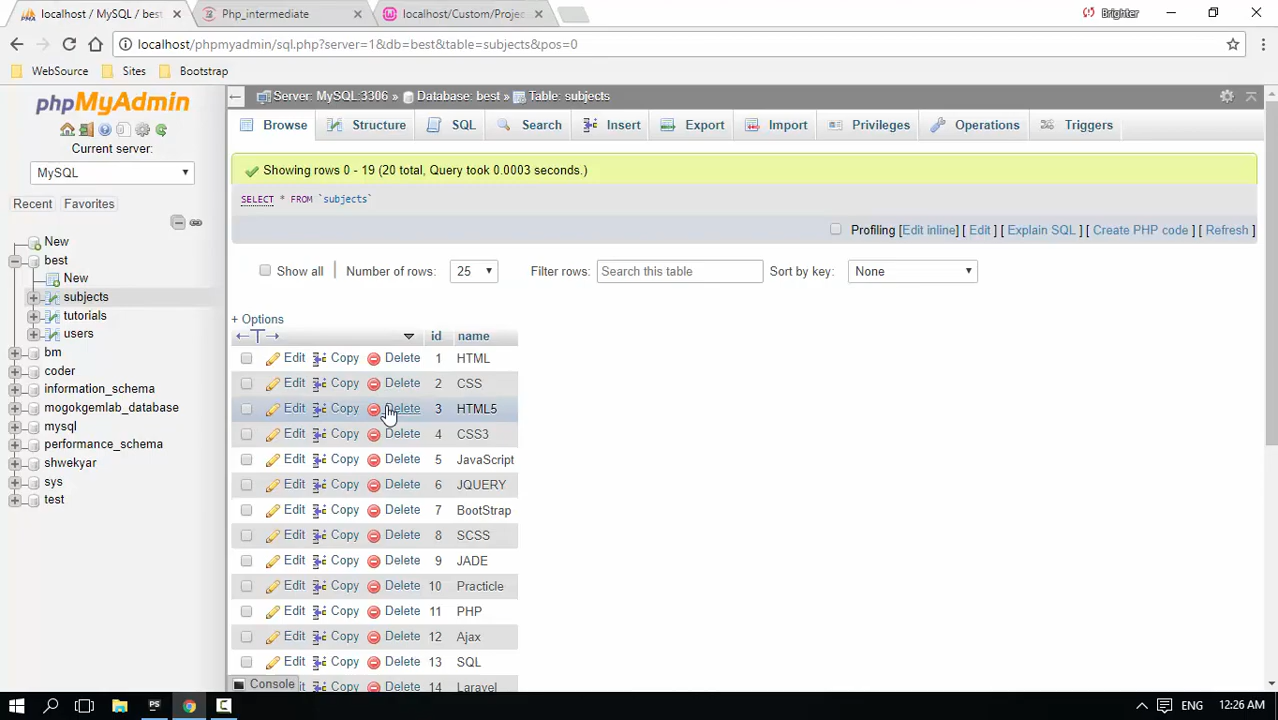 localhost / MySQL / bes
Php_intermediate
localhost/Custom/Projec
Brighter
localhost/phpmyadmin/sql.php?server=1&db=best&table=subjects&pos=0
WebSource Sites Bootstrap
phpMyAdmin
Current server:
MySQL
Recent Favorites
New
best
New
subjects
tutorials
users
bm
coder
information_schema
mogokgemlab_database
mysql
performance_schema
shwekyar
sys
test
Server: MySQL:3306 » Database: best » Table: subjects
Browse Structure SQL Search Insert Export Import Privileges Operations Triggers
Showing rows 0 - 19 (20 total, Query took 0.0003 seconds.)
SELECT * FROM `subjects`
Profiling [Edit inline] [ Edit ] [ Explain SQL ] [ Create PHP code ] [ Refresh ]
Show all Number of rows: 25 Filter rows: Search this table Sort by key: None
+ Options
id name
Edit Copy Delete 1 HTML
Edit Copy Delete 2 CSS
Edit Copy Delete 3 HTML5
Edit Copy Delete 4 CSS3
Edit Copy Delete 5 JavaScript
Edit Copy Delete 6 JQUERY
Edit Copy Delete 7 BootStrap
Edit Copy Delete 8 SCSS
Edit Copy Delete 9 JADE
Edit Copy Delete 10 Practicle
Edit Copy Delete 11 PHP
Edit Copy Delete 12 Ajax
Edit Copy Delete 13 SQL
Edit Copy Delete 14 Laravel
Console
ENG 12:26 AM